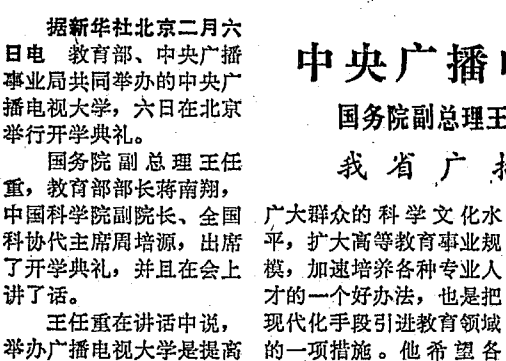 据新华社北京二月六
日电　教育部、中央广播
事业局共同举办的中央广
播电视大学，六日在北京
举行开学典礼。
国务院副总理王任
重，教育部部长蒋南翔，
中国科学院副院长、全国
科协代主席周培源，出席
了开学典礼，并且在会上
讲了话。
王任重在讲话中说，
举办广播电视大学是提高
中央广播
国务院副总理王
我省广
广大群众的科学文化水
平，扩大高等教育事业规
模，加速培养各种专业人
才的一个好办法，也是把
现代化手段引进教育领域
的一项措施。他希望各